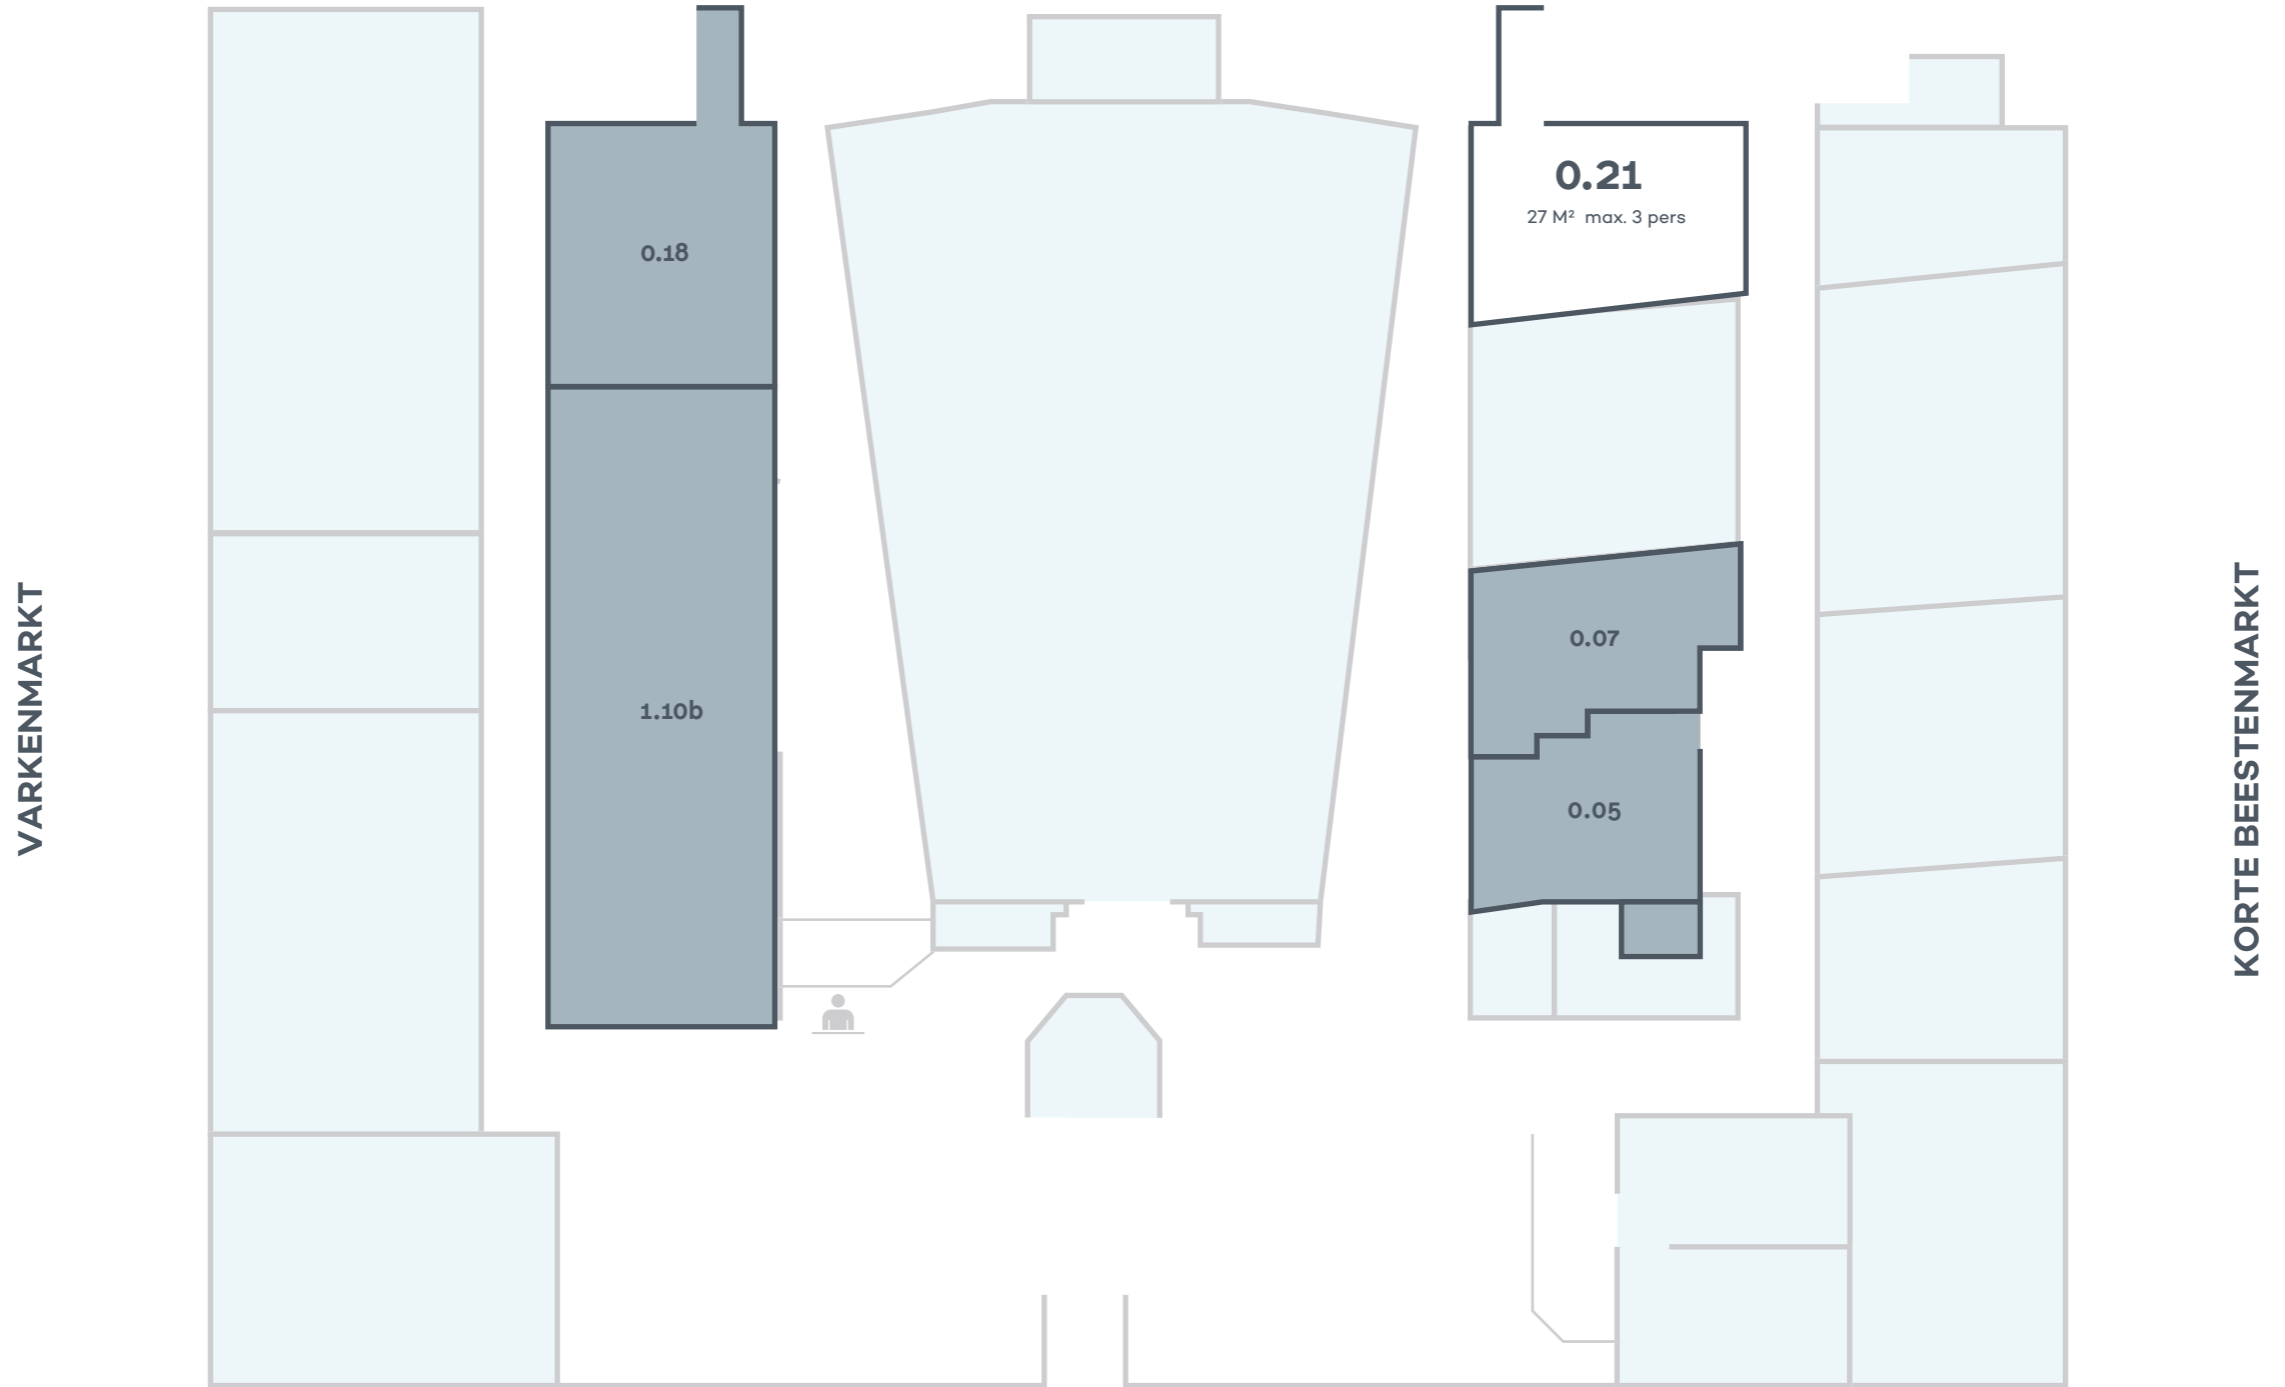 0.21
27 M² max. 3 pers
0.18
0.07
1.10b
0.05
VARKENMARKT
KORTE BEESTENMARKT